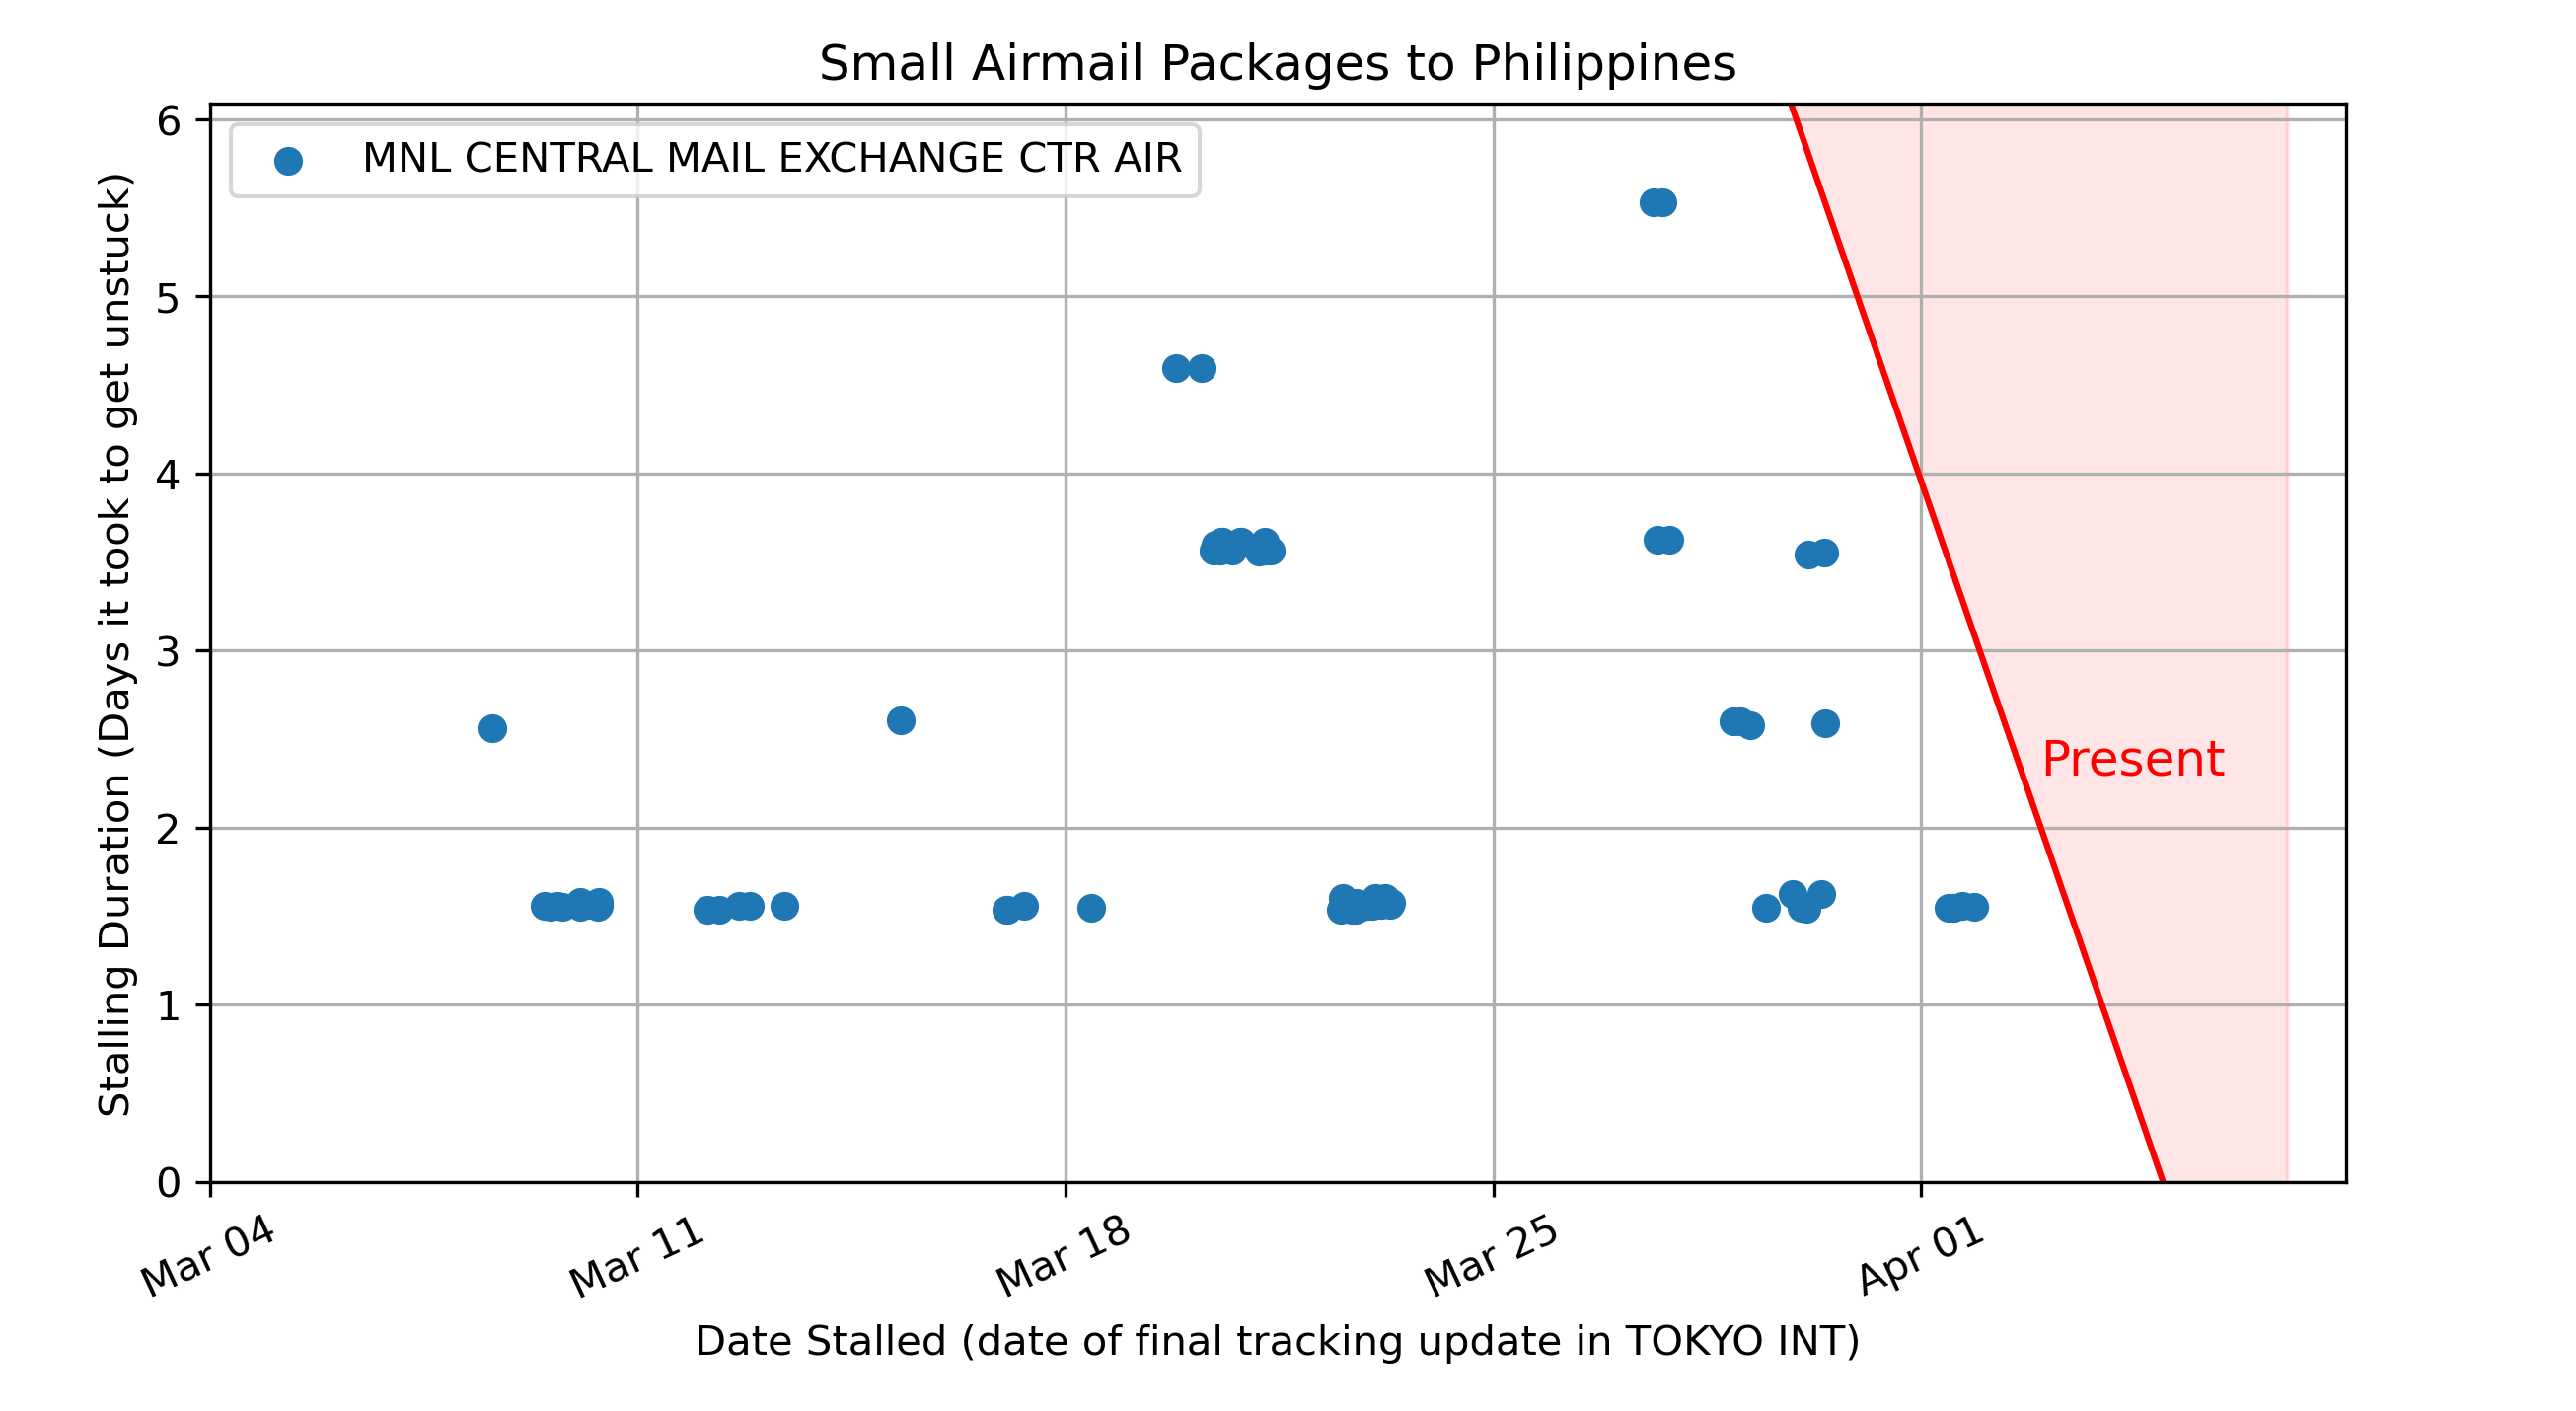 Small Airmail Packages to Philippines
MNL CENTRAL MAIL EXCHANGE CTR AIR
Stalling Duration (Days it took to get unstuck)
6
5
4
3
2
1
0
Present
Mar 04
Mar 11
Mar 18
Mar 25
Apr 01
Date Stalled (date of final tracking update in TOKYO INT)